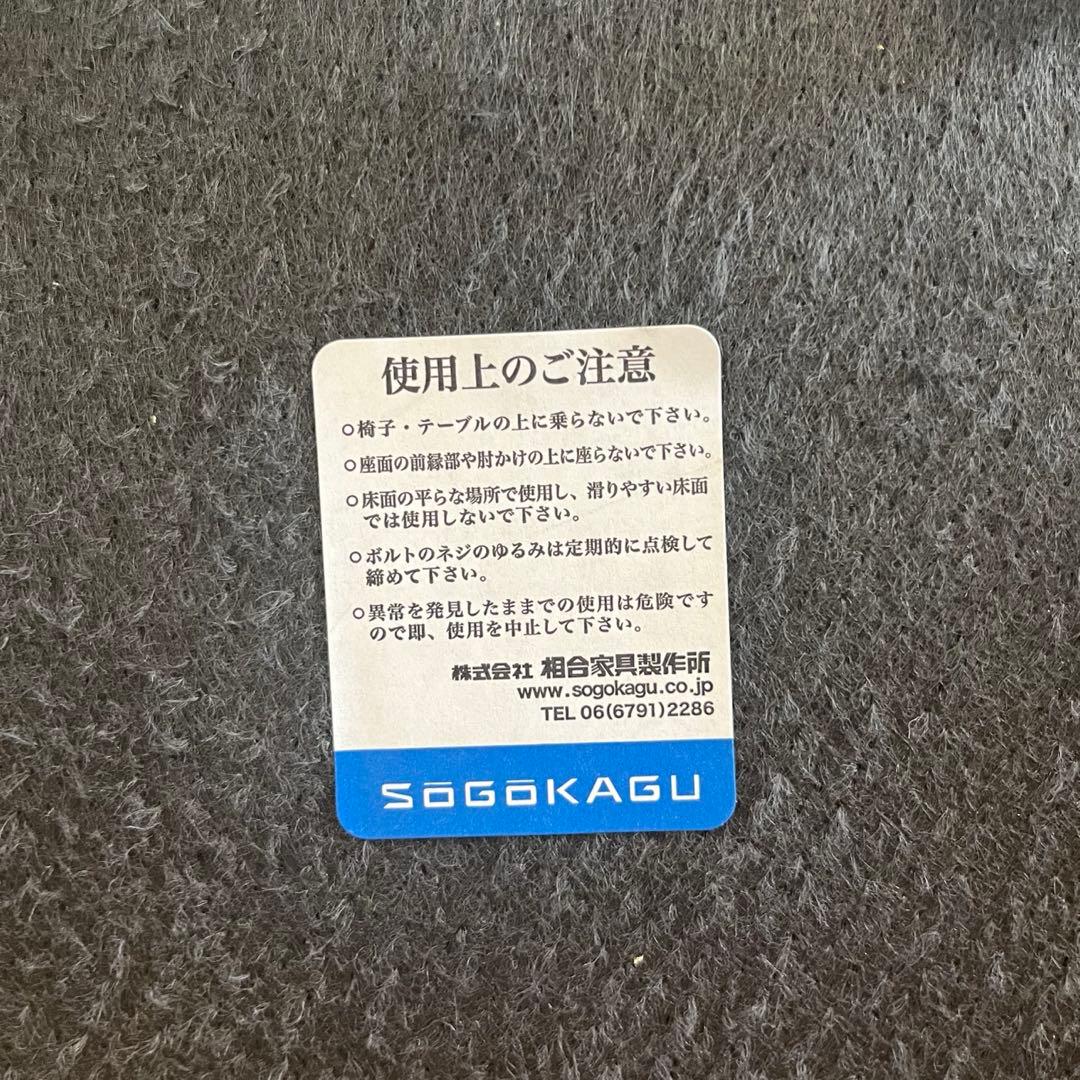 使用上のご注意
○椅子・テーブルの上に乗らないで下さい。
○座面の前縁部や肘かけの上に座らないで下さい。
○床面の平らな場所で使用し、滑りやすい床面
では使用しないで下さい。
○ボルトのネジのゆるみは定期的に点検して
締めて下さい。
○異常を発見したままでの使用は危険です
ので即、使用を中止して下さい。
株式会社 相合家具製作所
www.sogokagu.co.jp
TEL 06(6791)2286
SōGōKAGU